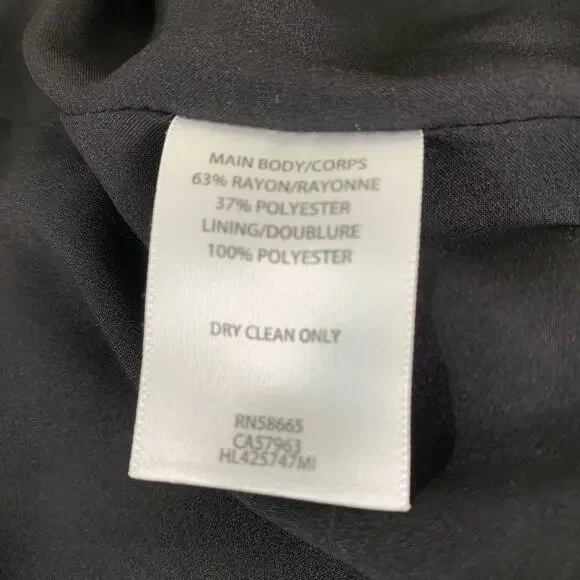 MAIN BODY/CORPS
63% RAYON/RAYONNE
37% POLYESTER
LINING/DOUBLURE
100% POLYESTER
DRY CLEAN ONLY
RN58665
CA57963
HL425747MI